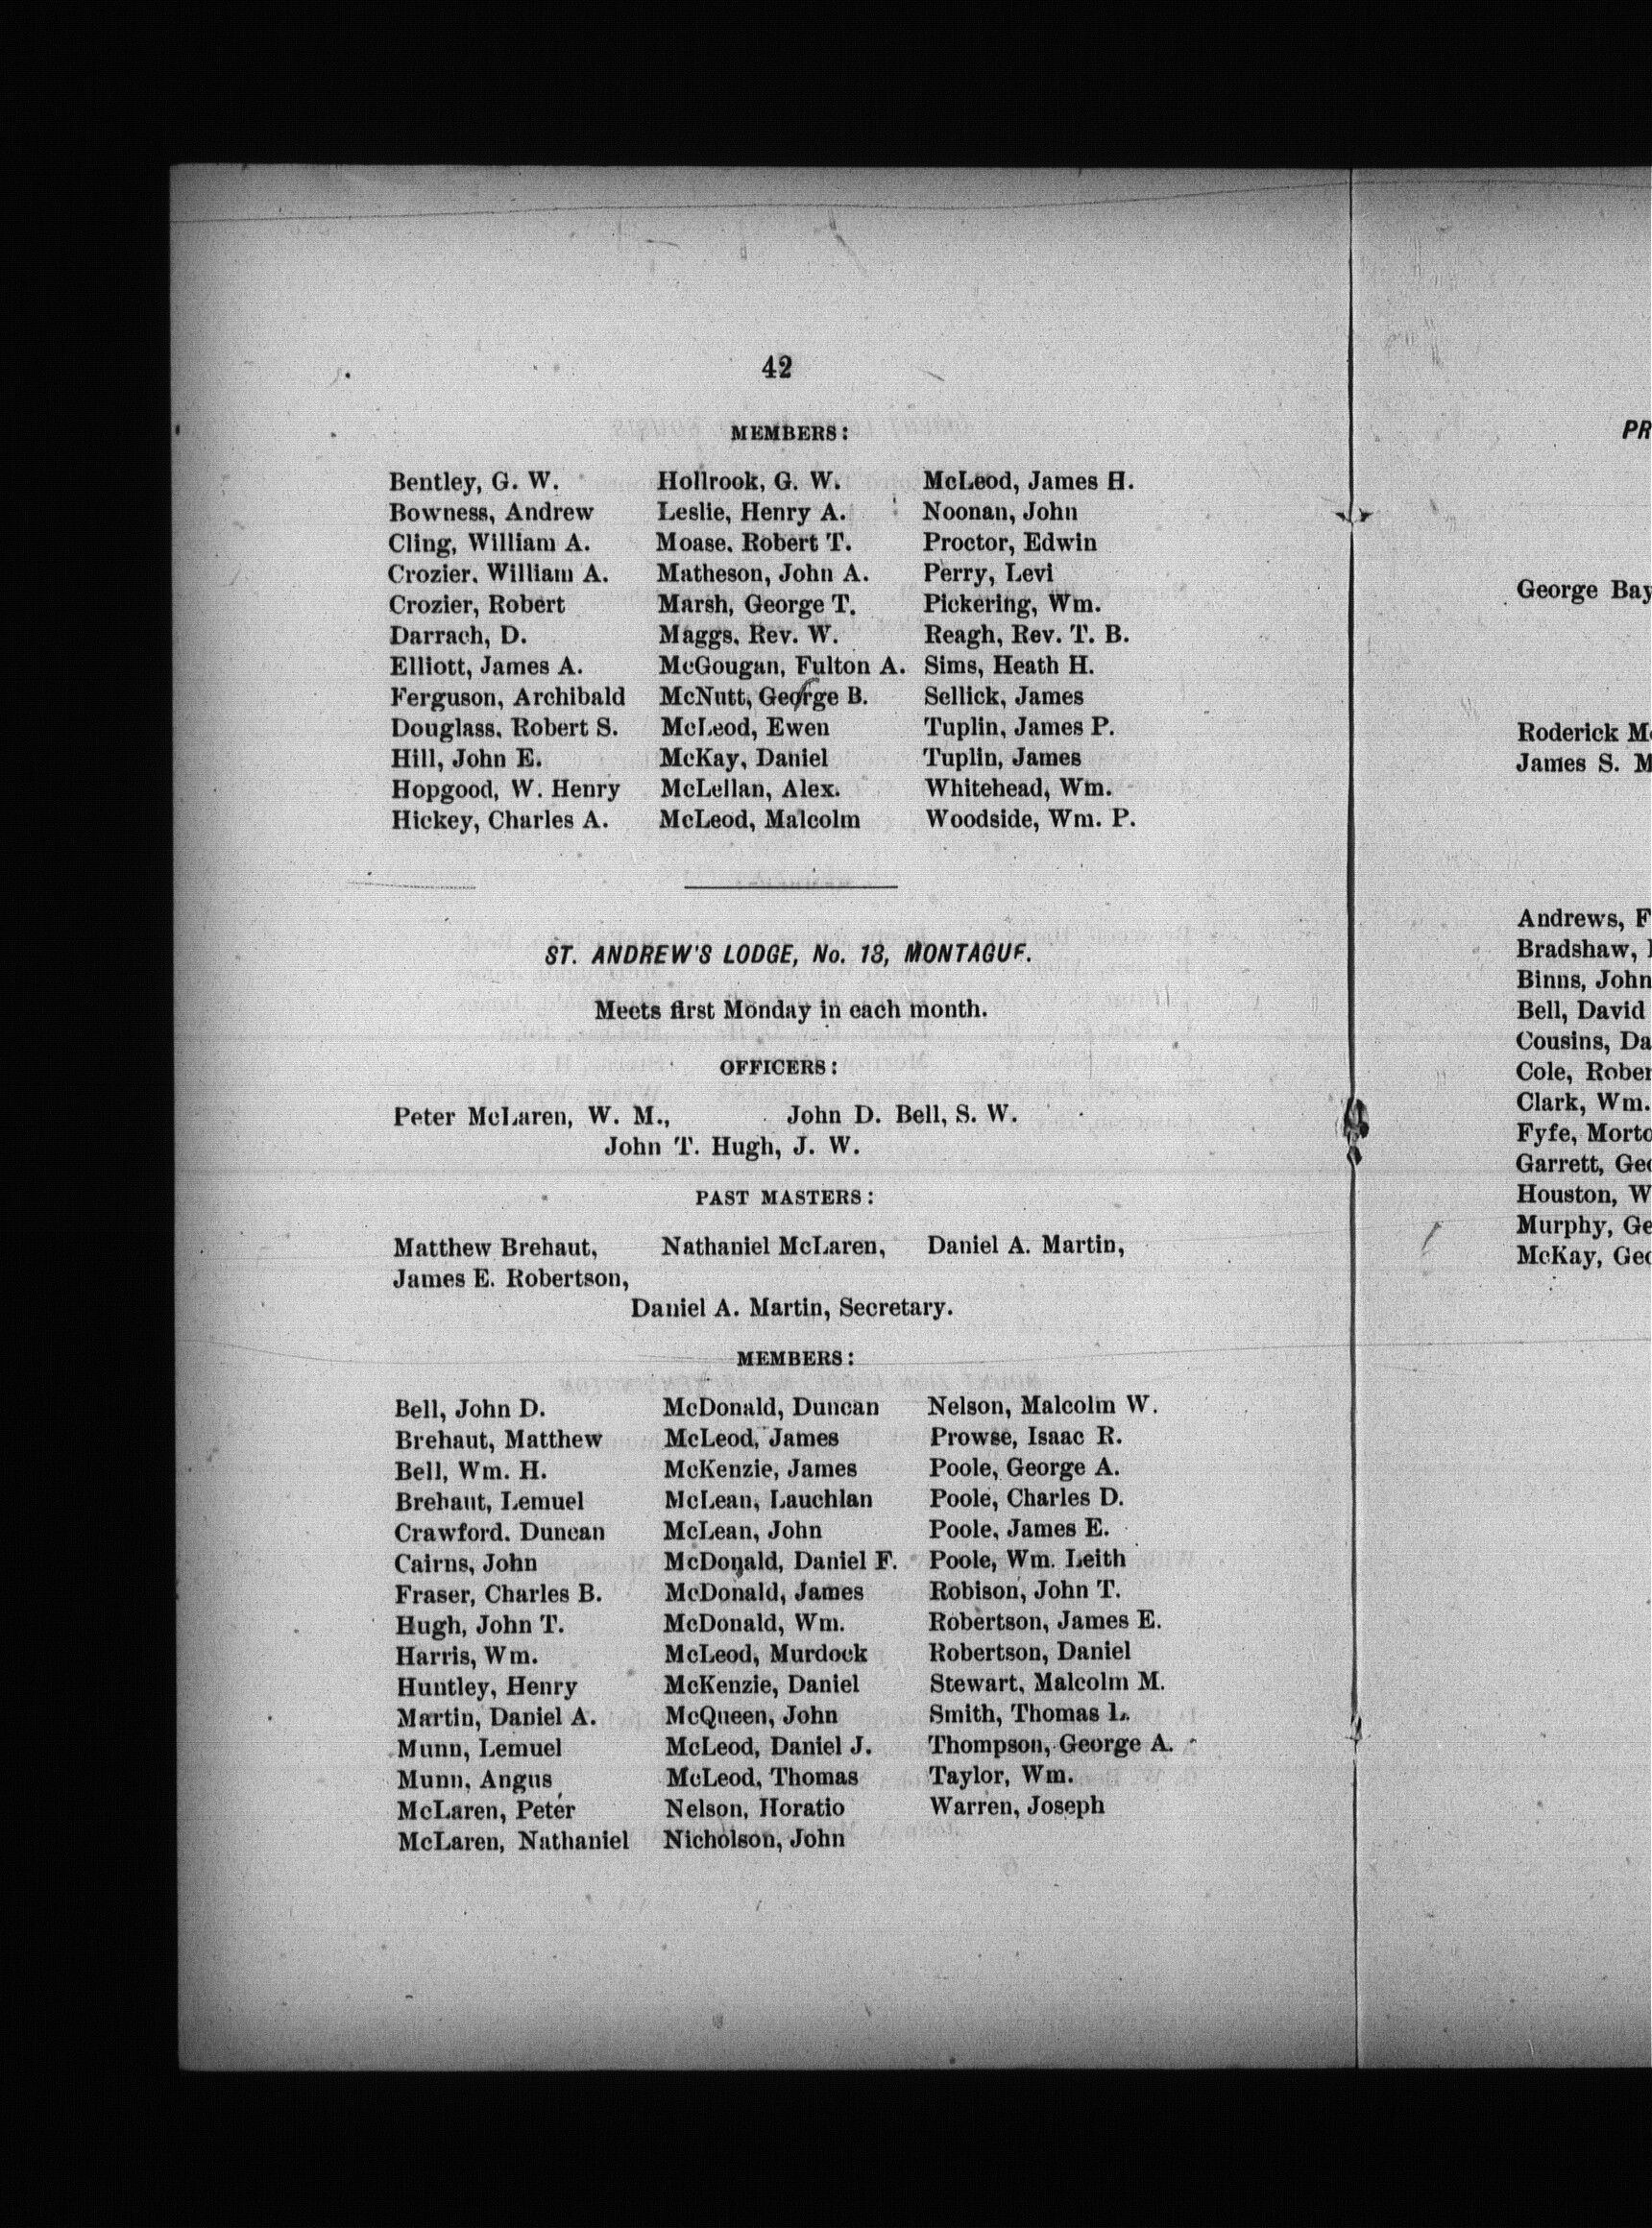 42
MEMBERS:
Bentley, G. W. Hollrook, G. W. McLeod, James H.
Bowness, Andrew Leslie, Henry A. Noonan, John
Cling, William A. Moase. Robert T. Proctor, Edwin
Crozier. William A. Matheson, John A. Perry, Levi
Crozier, Robert Marsh, George T. Pickering, Wm.
Darrach, D. Maggs. Rev. W. Reagh, Rev. T. B.
Elliott, James A. McGougan, Fulton A. Sims, Heath H.
Ferguson, Archibald McNutt, George B. Sellick, James
Douglass, Robert S. McLeod, Ewen Tuplin, James P.
Hill, John E. McKay, Daniel Tuplin, James
Hopgood, W. Henry McLellan, Alex. Whitehead, Wm.
Hickey, Charles A. McLeod, Malcolm Woodside, Wm. P.
ST. ANDREW'S LODGE, No. 13, MONTAGUE.
Meets first Monday in each month.
OFFICERS:
Peter McLaren, W. M., John D. Bell, S. W.
John T. Hugh, J. W.
PAST MASTERS:
Matthew Brehaut, Nathaniel McLaren, Daniel A. Martin,
James E. Robertson,
Daniel A. Martin, Secretary.
MEMBERS:
Bell, John D. McDonald, Duncan Nelson, Malcolm W.
Brehaut, Matthew McLeod, James Prowse, Isaac R.
Bell, Wm. H. McKenzie, James Poole, George A.
Brehaut, Lemuel McLean, Lauchlan Poole, Charles D.
Crawford. Duncan McLean, John Poole, James E.
Cairns, John McDonald, Daniel F. Poole, Wm. Leith
Fraser, Charles B. McDonald, James Robison, John T.
Hugh, John T. McDonald, Wm. Robertson, James E.
Harris, Wm. McLeod, Murdock Robertson, Daniel
Huntley, Henry McKenzie, Daniel Stewart, Malcolm M.
Martin, Daniel A. McQueen, John Smith, Thomas L.
Munn, Lemuel McLeod, Daniel J. Thompson, George A.
Munn, Angus McLeod, Thomas Taylor, Wm.
McLaren, Peter Nelson, Horatio Warren, Joseph
McLaren, Nathaniel Nicholson, John
PR
George Bay
Roderick M
James S. M
Andrews, F
Bradshaw,
Binns, John
Bell, David
Cousins, Da
Cole, Rober
Clark, Wm.
Fyfe, Morto
Garrett, Geo
Houston, W
Murphy, Ge
McKay, Geo